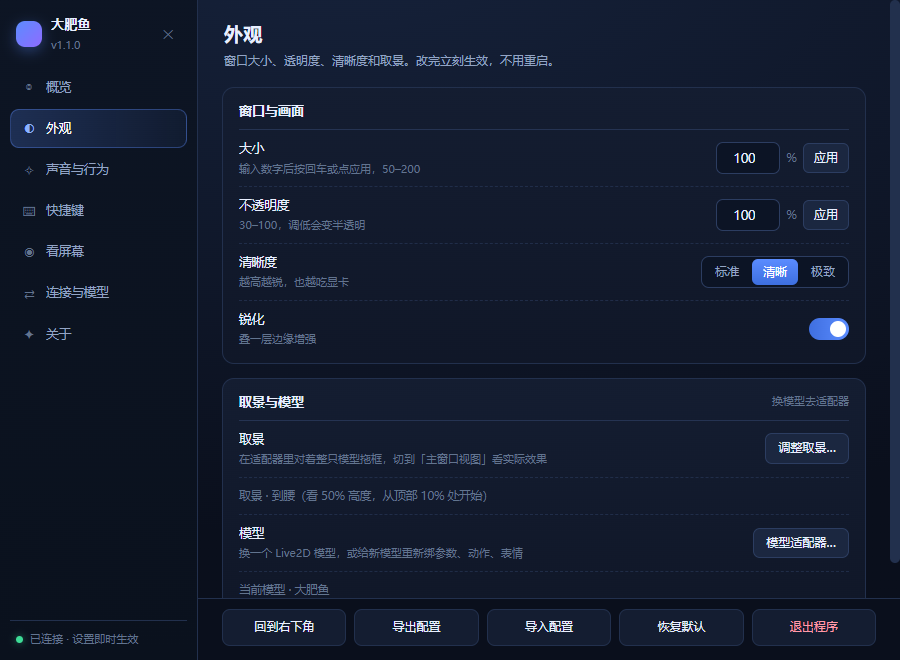 大肥鱼
v1.1.0
概览
外观
声音与行为
快捷键
看屏幕
连接与模型
关于
已连接 · 设置即时生效
外观
窗口大小、透明度、清晰度和取景。改完立刻生效，不用重启。
窗口与画面
大小
输入数字后按回车或点应用，50–200
100 % 应用
不透明度
30–100，调低会变半透明
100 % 应用
清晰度
越高越锐，也越吃显卡
标准 清晰 极致
锐化
叠一层边缘增强
取景与模型
换模型去适配器
取景
在适配器里对着整只模型拖框，切到「主窗口视图」看实际效果
调整取景...
取景 · 到腰（看 50% 高度，从顶部 10% 处开始）
模型
换一个 Live2D 模型，或给新模型重新绑参数、动作、表情
模型适配器...
当前模型 · 大肥鱼
回到右下角 导出配置 导入配置 恢复默认 退出程序